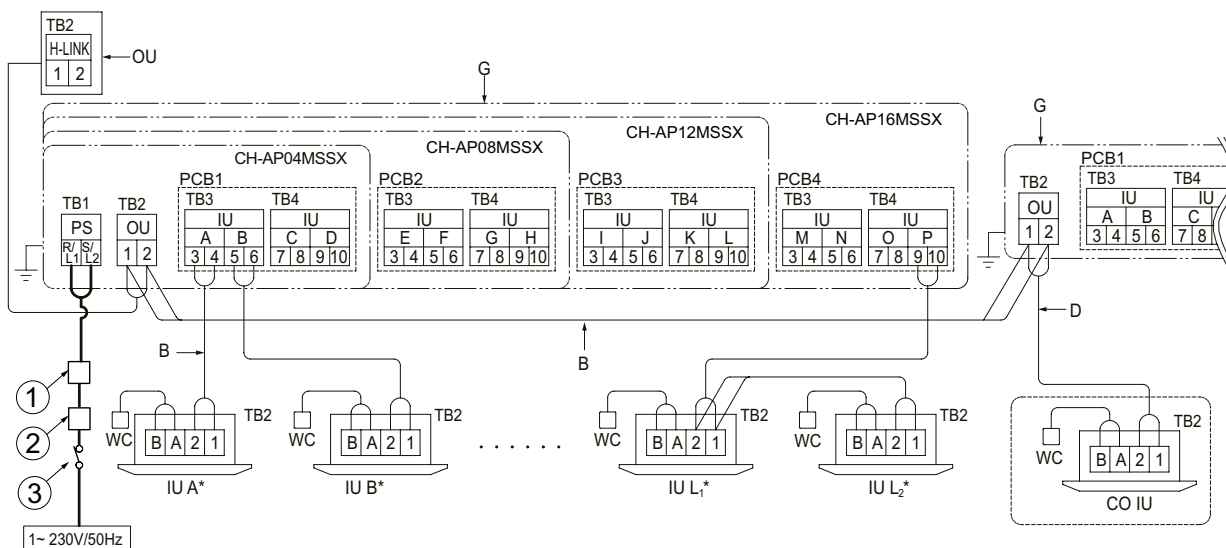 TB2
H-LINK
1 2
OU
G
CH-AP16MSSX
CH-AP12MSSX
CH-AP08MSSX
CH-AP04MSSX
TB1
PS
R/L1 S/L2
TB2
OU
1 2
PCB1
TB3
IU
A B
3 4 5 6
TB4
IU
C D
7 8 9 10
PCB2
TB3
IU
E F
3 4 5 6
TB4
IU
G H
7 8 9 10
PCB3
TB3
IU
I J
3 4 5 6
TB4
IU
K L
7 8 9 10
PCB4
TB3
IU
M N
3 4 5 6
TB4
IU
O P
7 8 9 10
G
TB2
OU
1 2
PCB1
TB3
IU
A B
3 4 5 6
TB4
IU
C
7 8
B
B
D
1
2
3
1~ 230V/50Hz
WC
B A 2 1
TB2
IU A*
WC
B A 2 1
TB2
IU B*
. . . . . .
WC
B A 2 1
TB2
IU L1*
WC
B A 2 1
TB2
IU L2*
WC
B A 2 1
TB2
CO IU